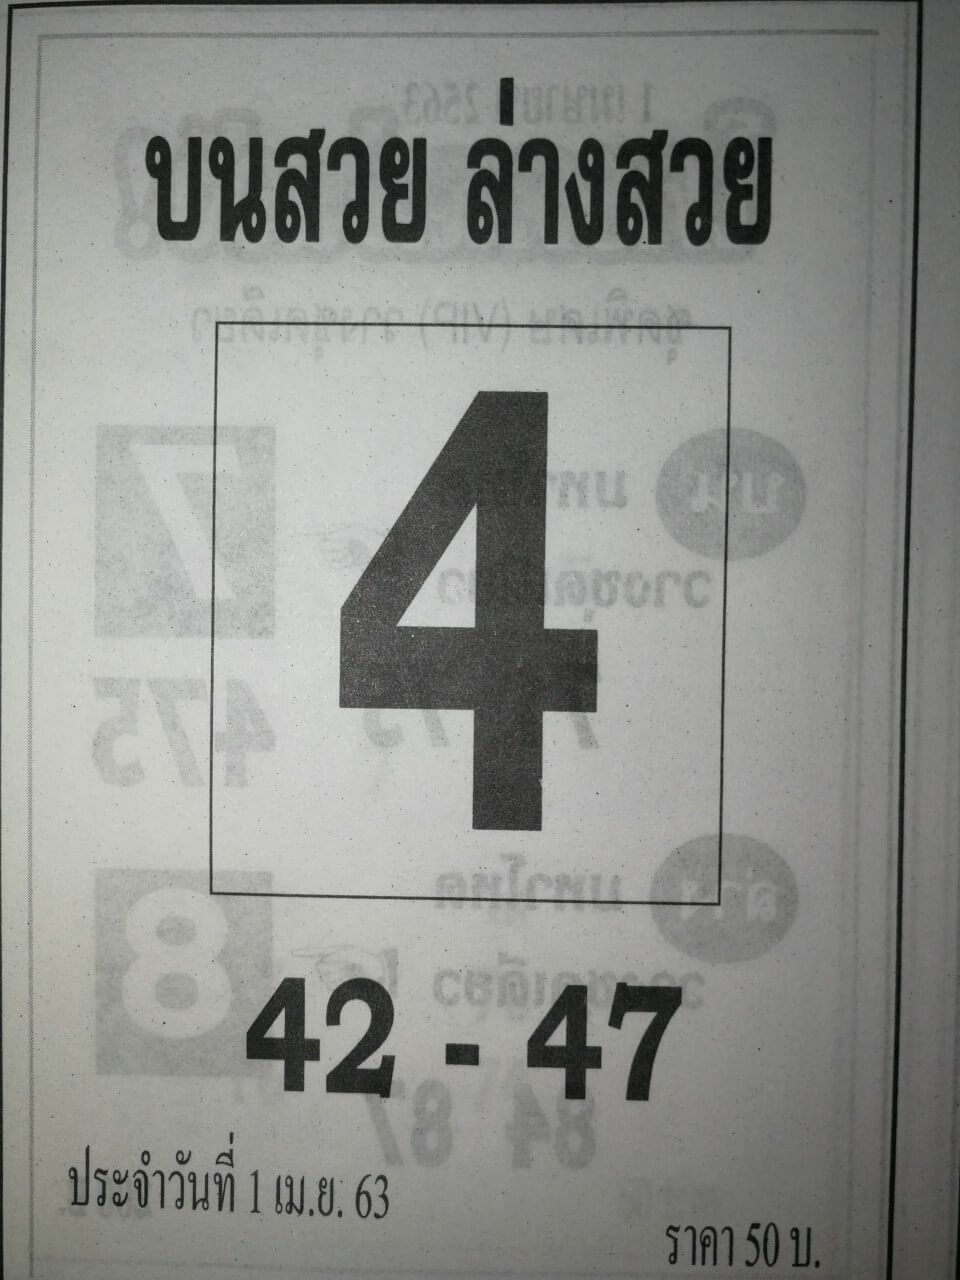 บนสวย ล่างสวย
4
42 - 47
ประจำวันที่ 1 เม.ย. 63
ราคา 50 บ.